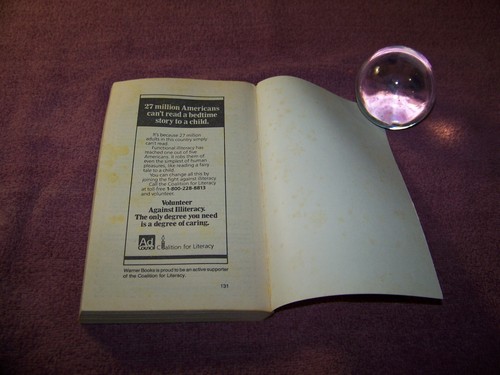 27 million Americans
can't read a bedtime
story to a child.
It's because 27 million
adults in this country simply
can't read.
Functional illiteracy has
reached one out of five
Americans. It robs them of
even the simplest of human
pleasures, like reading a fairy
tale to a child.
You can change all this by
joining the fight against illiteracy.
Call the Coalition for Literacy
at toll-free 1-800-228-8813
and volunteer.
Volunteer
Against Illiteracy.
The only degree you need
is a degree of caring.
Ad
Council
Coalition for Literacy
Warner Books is proud to be an active supporter
of the Coalition for Literacy.
191